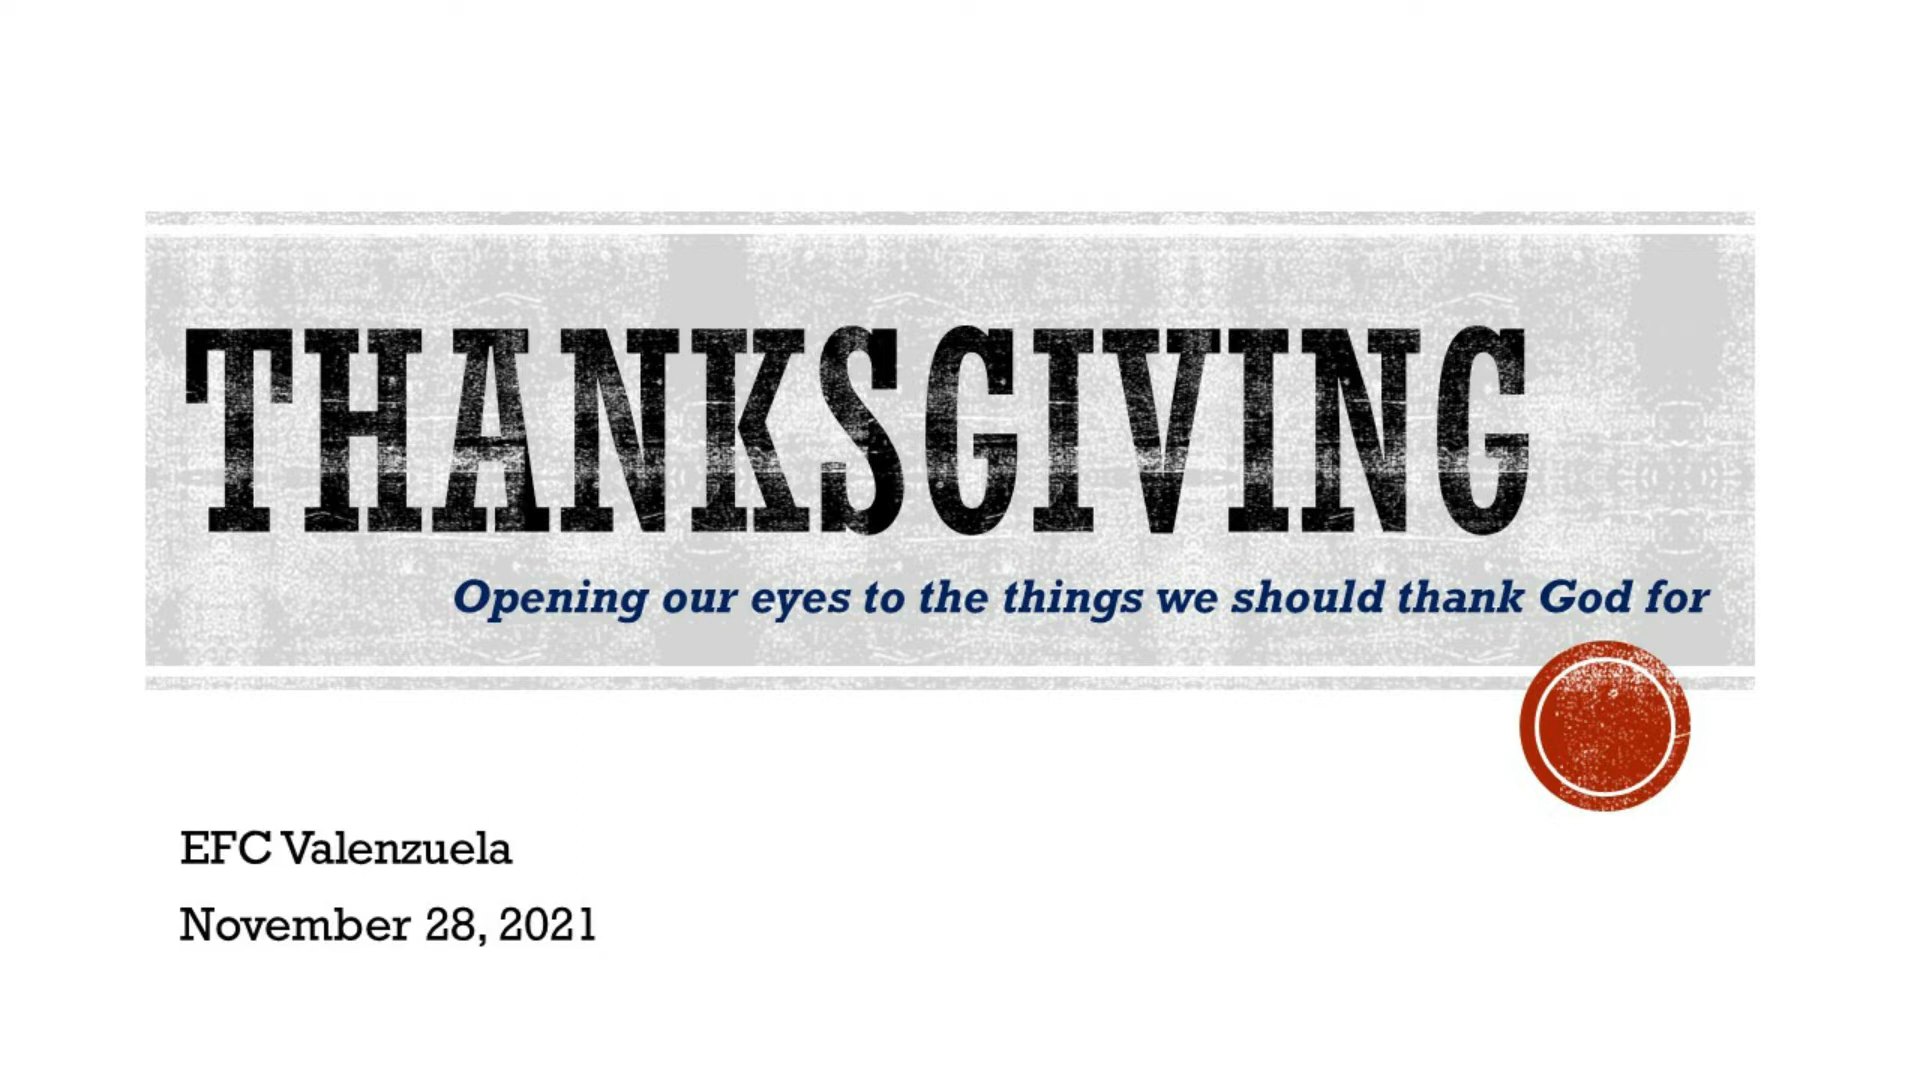 THANKSGIVING
Opening our eyes to the things we should thank God for
EFC Valenzuela
November 28, 2021